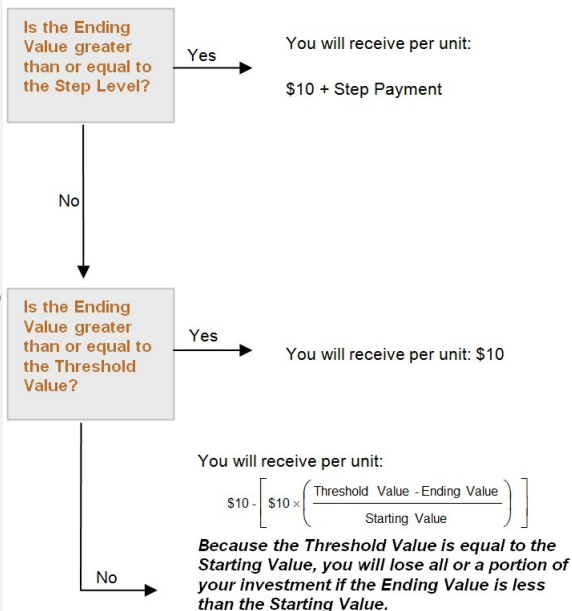 Is the Ending
Value greater
than or equal to
the Step Level?
Yes
You will receive per unit:
$10 + Step Payment
No
Is the Ending
Value greater
than or equal to
the Threshold
Value?
Yes
You will receive per unit: $10
You will receive per unit:
$10 - [ $10 × ( Threshold Value - Ending Value
Starting Value ) ]
Because the Threshold Value is equal to the
Starting Value, you will lose all or a portion of
your investment if the Ending Value is less
than the Starting Value.
No